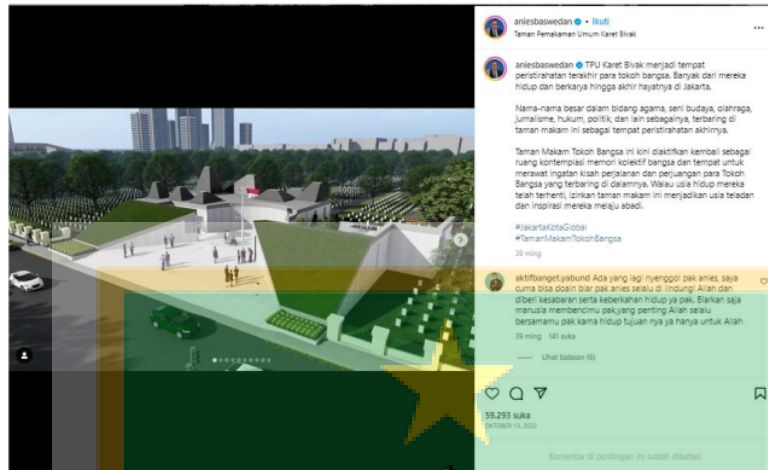 aniesbaswedan • Ikuti
Taman Pemakaman Umum Karet Bivak
aniesbaswedan TPU Karet Bivak menjadi tempat
peristirahatan terakhir para tokoh bangsa. Banyak dari mereka
hidup dan berkarya hingga akhir hayatnya di Jakarta.
Nama-nama besar dalam bidang agama, seni budaya, olahraga,
jurnalisme, hukum, politik, dan lain sebagainya, terbaring di
taman makam ini sebagai tempat peristirahatan akhirnya.
Taman Makam Tokoh Bangsa ini kini diaktifkan kembali sebagai
ruang kontemplasi memori kolektif bangsa dan tempat untuk
merawat ingatan kisah perjalanan dan perjuangan para Tokoh
Bangsa yang terbaring di dalamnya. Walau usia hidup mereka
telah terhenti, izinkan taman makam ini menjadikan usia teladan
dan inspirasi mereka melaju abadi.
#JakartaKotaGlobal
#TamanMakamTokohBangsa
39 ming
aktifbanget.yabund Ada yang lagi nyenggol pak anies, saya
cuma bisa doain biar pak anies selalu di lindungi Allah dan
diberi kesabaran serta keberkahan hidup ya pak. Biarkan saja
manusia membencimu pak,yang penting Allah selalu
bersamamu pak karna hidup tujuan nya ya hanya untuk Allah
39 ming 141 suka
Lihat balasan (6)
59.293 suka
OKTOBER 13, 2022
Komentar di postingan ini sudah dibatasi.